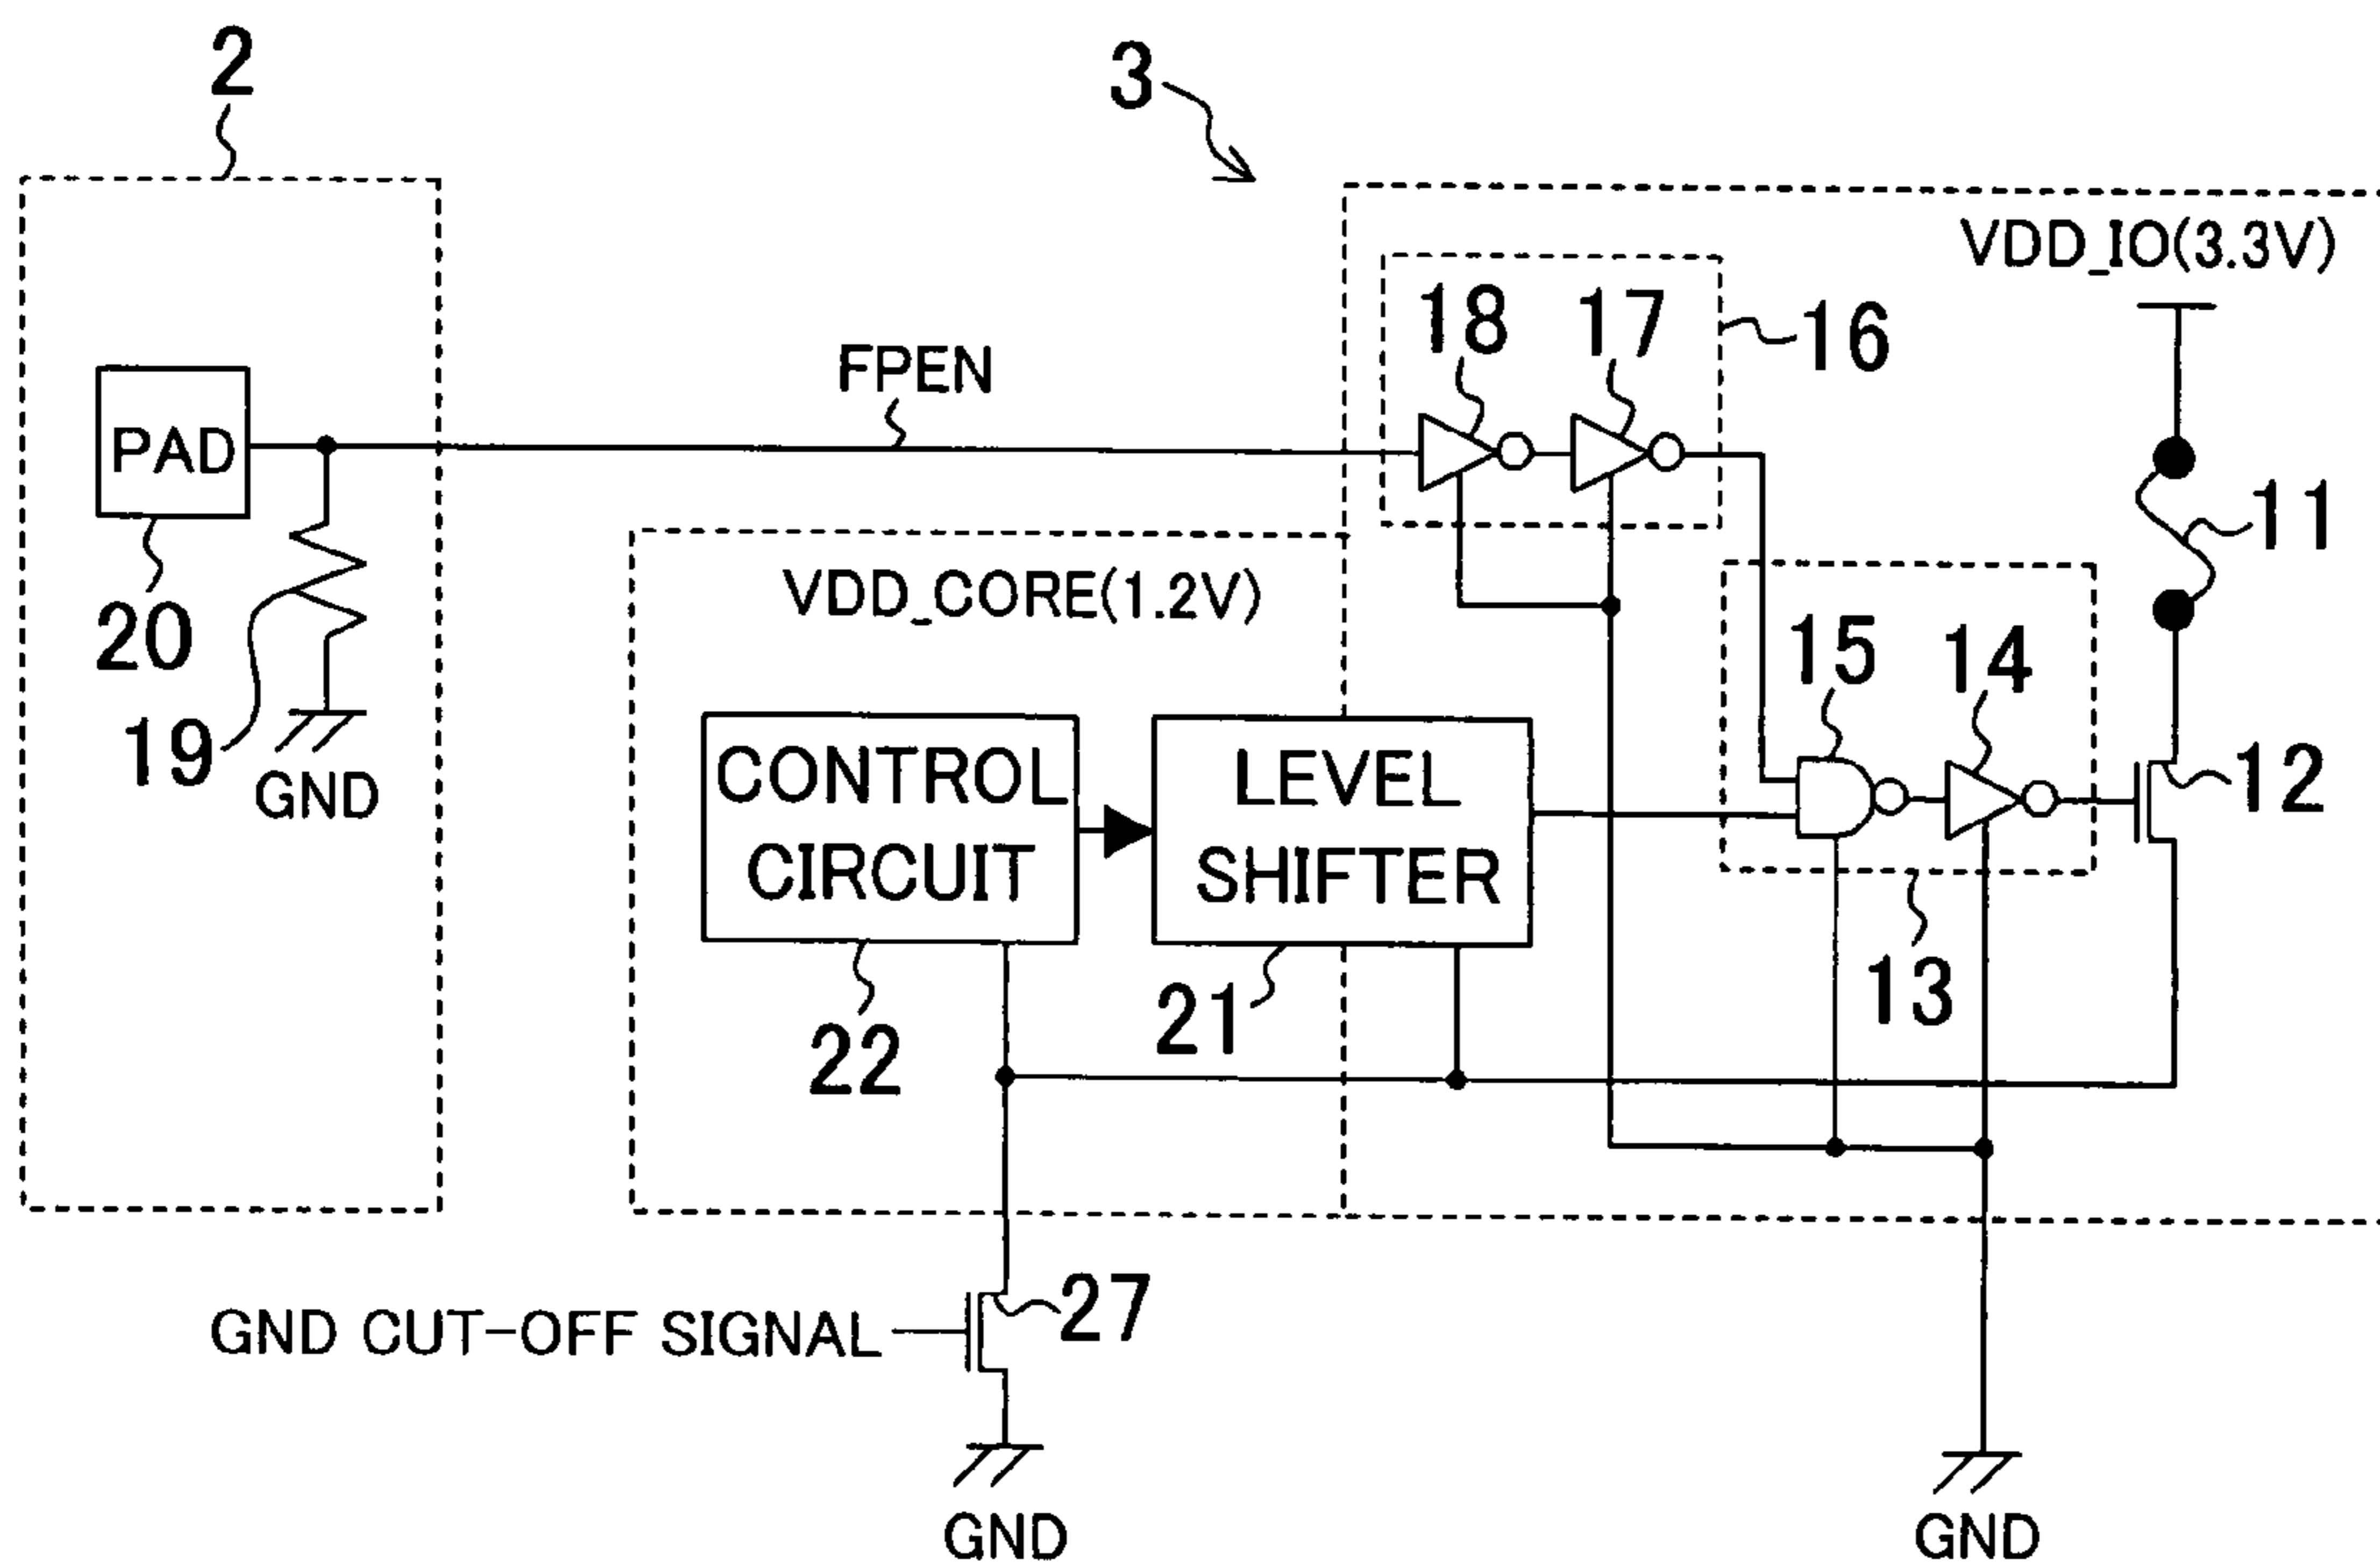 2
3
VDD_IO(3.3V)
18
17
16
FPEN
PAD
11
VDD_CORE(1.2V)
20
15
14
19
GND
CONTROL
CIRCUIT
LEVEL
SHIFTER
12
22
21
13
GND CUT-OFF SIGNAL
27
GND
GND